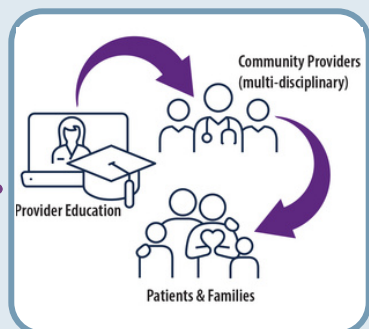 Community Providers
(multi-disciplinary)
Provider Education
Patients & Families